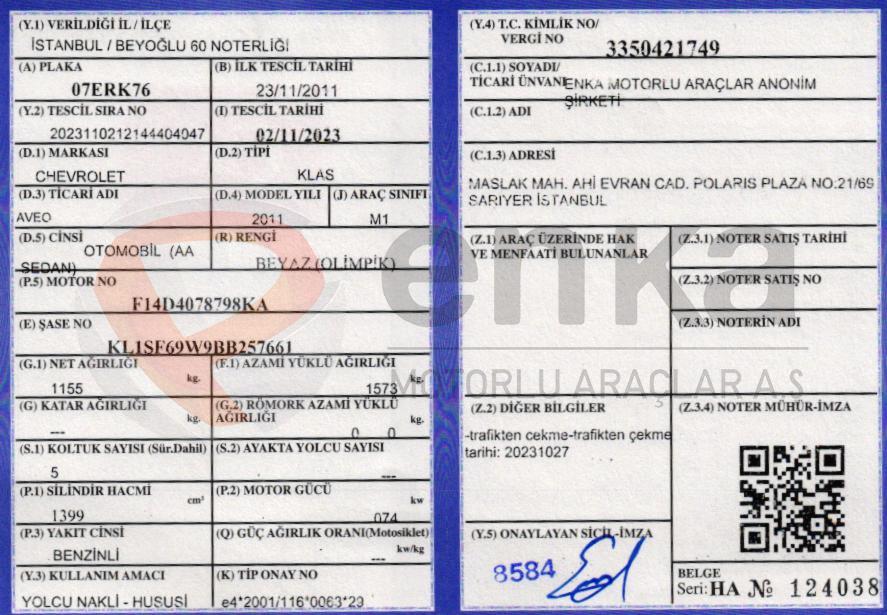 (Y.1) VERİLDİĞİ İL / İLÇE
İSTANBUL / BEYOĞLU 60 NOTERLİĞİ
(A) PLAKA
07ERK76
(B) İLK TESCİL TARİHİ
23/11/2011
(Y.2) TESCİL SIRA NO
2023110212144404047
(I) TESCİL TARİHİ
02/11/2023
(D.1) MARKASI
CHEVROLET
(D.2) TİPİ
KLAS
(D.3) TİCARİ ADI
AVEO
(D.4) MODEL YILI
2011
(J) ARAÇ SINIFI
M1
(D.5) CİNSİ
OTOMOBİL (AA
SEDAN)
(R) RENGİ
BEYAZ (OLİMPİK)
(P.5) MOTOR NO
F14D4078798KA
(E) ŞASE NO
KL1SF69W9BB257661
(G.1) NET AĞIRLIĞI
1155 kg.
(F.1) AZAMİ YÜKLÜ AĞIRLIĞI
1573 kg.
(G) KATAR AĞIRLIĞI
--- kg.
(G.2) RÖMORK AZAMİ YÜKLÜ
AĞIRLIĞI kg.
0 0
(S.1) KOLTUK SAYISI (Sür.Dahil)
5
(S.2) AYAKTA YOLCU SAYISI
---
(P.1) SİLİNDİR HACMİ
1399 cm³
(P.2) MOTOR GÜCÜ
074 kw
(P.3) YAKIT CİNSİ
BENZİNLİ
(Q) GÜÇ AĞIRLIK ORANI(Motosiklet)
--- kw/kg
(Y.3) KULLANIM AMACI
YOLCU NAKLİ - HUSUSİ
(K) TİP ONAY NO
e4*2001/116*0063*23
(Y.4) T.C. KİMLİK NO/
VERGİ NO
3350421749
(C.1.1) SOYADI/
TİCARİ ÜNVANI
ENKA MOTORLU ARAÇLAR ANONİM
ŞİRKETİ
(C.1.2) ADI
(C.1.3) ADRESİ
MASLAK MAH. AHİ EVRAN CAD. POLARIS PLAZA NO:21/69
SARIYER İSTANBUL
(Z.1) ARAÇ ÜZERİNDE HAK
VE MENFAATİ BULUNANLAR
(Z.3.1) NOTER SATIŞ TARİHİ
(Z.3.2) NOTER SATIŞ NO
(Z.3.3) NOTERİN ADI
enka
MOTORLU ARAÇLAR A.Ş
(Z.2) DİĞER BİLGİLER
-trafikten cekme-trafikten çekme
tarihi: 20231027
(Z.3.4) NOTER MÜHÜR-İMZA
(Y.5) ONAYLAYAN SİCİL-İMZA
8584
BELGE
Seri: HA № 124038